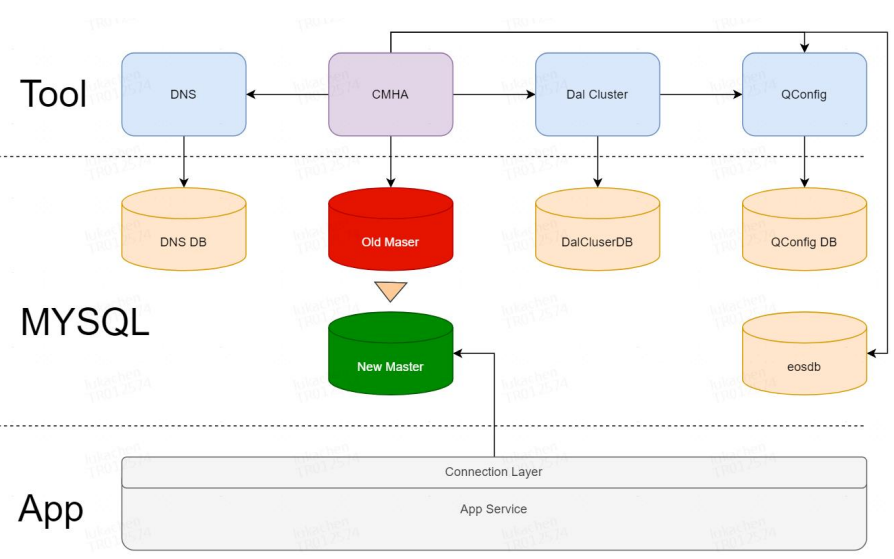 Tool
DNS
CMHA
Dal Cluster
QConfig
DNS DB
Old Maser
DalCluserDB
QConfig DB
MYSQL
New Master
eosdb
Connection Layer
App
App Service